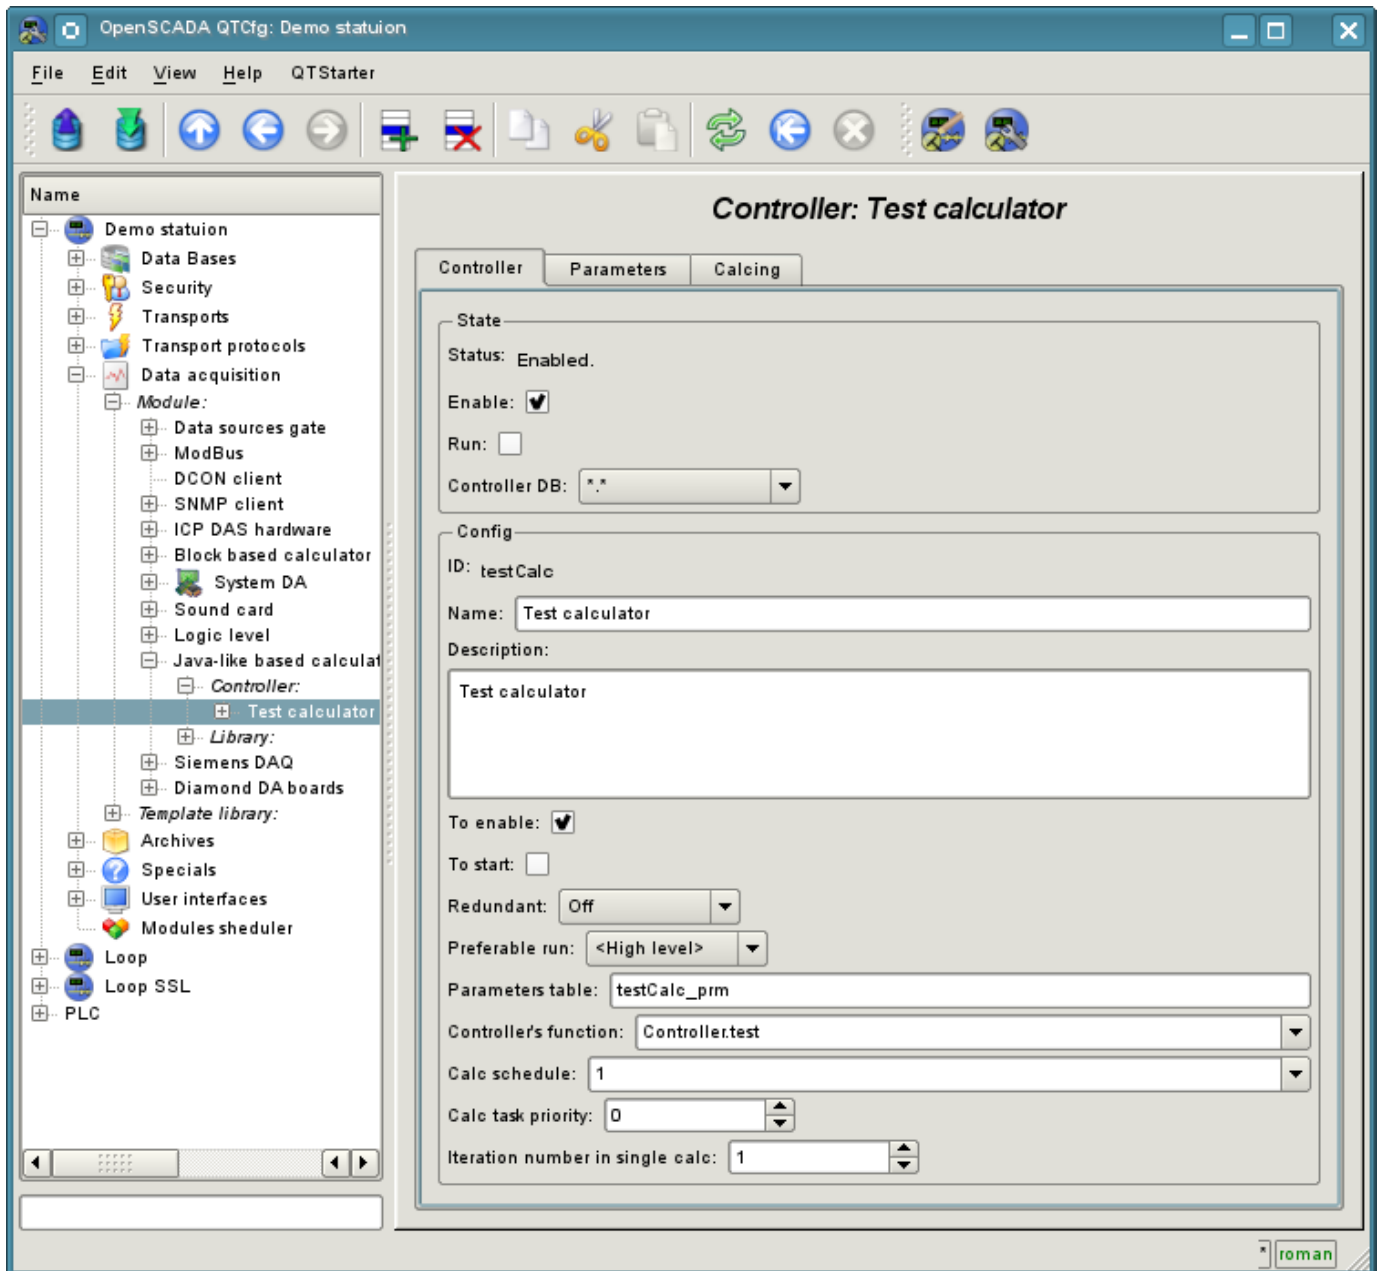 OpenSCADA QTCfg: Demo statuion
File Edit View Help QTStarter
Name
Demo statuion
Data Bases
Security
Transports
Transport protocols
Data acquisition
Module:
Data sources gate
ModBus
DCON client
SNMP client
ICP DAS hardware
Block based calculator
System DA
Sound card
Logic level
Java-like based calculat
Controller:
Test calculator
Library:
Siemens DAQ
Diamond DA boards
Template library:
Archives
Specials
User interfaces
Modules sheduler
Loop
Loop SSL
PLC
Controller: Test calculator
Controller Parameters Calcing
State
Status: Enabled.
Enable:
Run:
Controller DB: *.*
Config
ID: testCalc
Name: Test calculator
Description:
Test calculator
To enable:
To start:
Redundant: Off
Preferable run: <High level>
Parameters table: testCalc_prm
Controller's function: Controller.test
Calc schedule: 1
Calc task priority: 0
Iteration number in single calc: 1
* roman